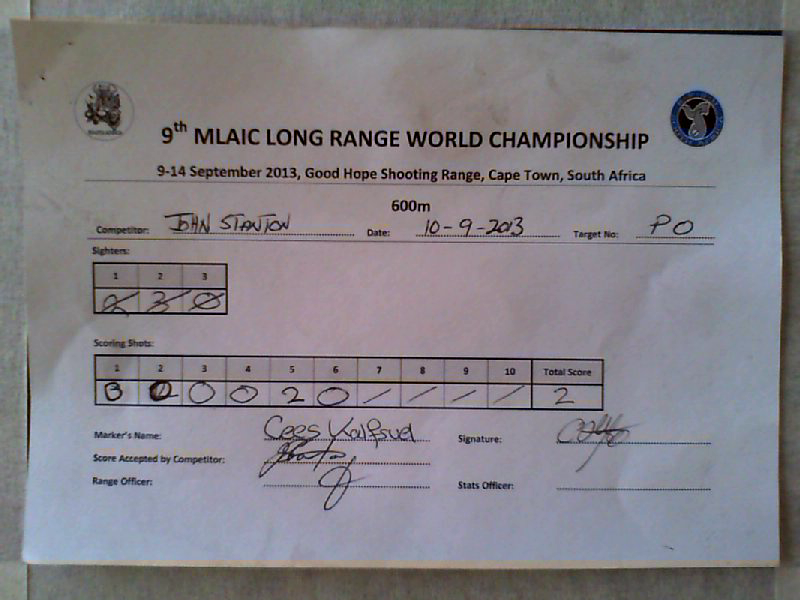 9th MLAIC LONG RANGE WORLD CHAMPIONSHIP
9-14 September 2013, Good Hope Shooting Range, Cape Town, South Africa
600m
Competitor: JOHN STANTON Date: 10-9-2013 Target No: PO
Sighters:
1 2 3
2 3 0
Scoring Shots:
1 2 3 4 5 6 7 8 9 10 Total Score
0 0 2 0 / / / / 2
Marker's Name: Cees Signature:
Score Accepted by Competitor:
Range Officer: Stats Officer: